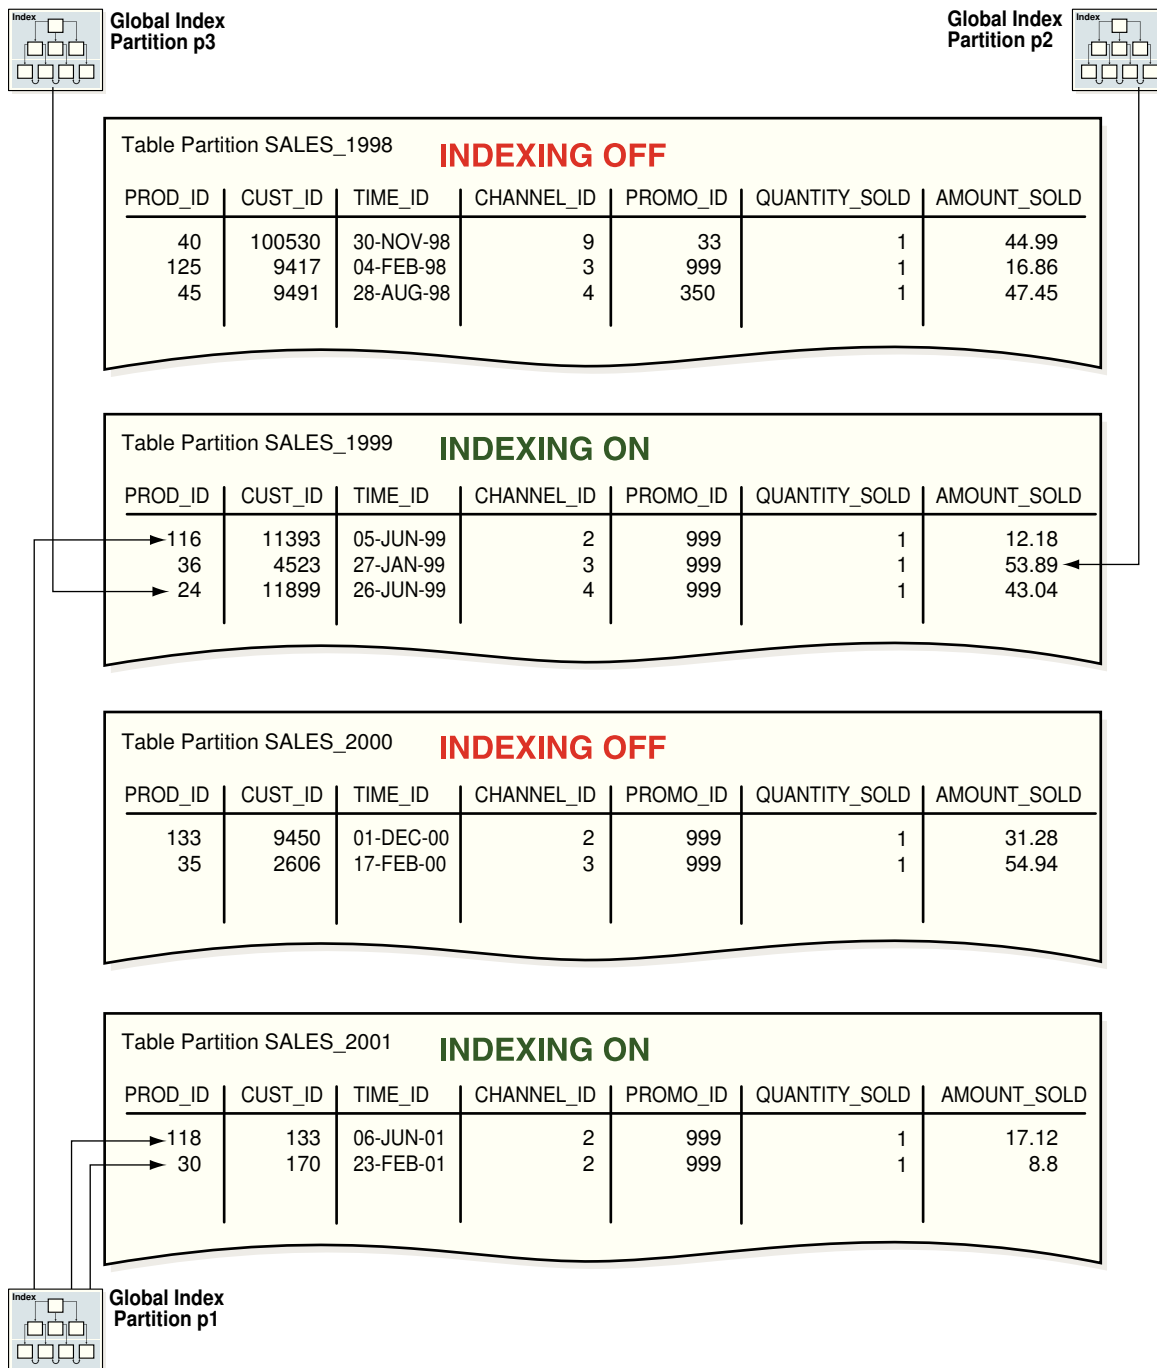 Index
Global Index
Partition p3
Global Index
Partition p2
Index
Table Partition SALES_1998 INDEXING OFF
PROD_ID CUST_ID TIME_ID CHANNEL_ID PROMO_ID QUANTITY_SOLD AMOUNT_SOLD
40 100530 30-NOV-98 9 33 1 44.99
125 9417 04-FEB-98 3 999 1 16.86
45 9491 28-AUG-98 4 350 1 47.45
Table Partition SALES_1999 INDEXING ON
PROD_ID CUST_ID TIME_ID CHANNEL_ID PROMO_ID QUANTITY_SOLD AMOUNT_SOLD
116 11393 05-JUN-99 2 999 1 12.18
36 4523 27-JAN-99 3 999 1 53.89
24 11899 26-JUN-99 4 999 1 43.04
Table Partition SALES_2000 INDEXING OFF
PROD_ID CUST_ID TIME_ID CHANNEL_ID PROMO_ID QUANTITY_SOLD AMOUNT_SOLD
133 9450 01-DEC-00 2 999 1 31.28
35 2606 17-FEB-00 3 999 1 54.94
Table Partition SALES_2001 INDEXING ON
PROD_ID CUST_ID TIME_ID CHANNEL_ID PROMO_ID QUANTITY_SOLD AMOUNT_SOLD
118 133 06-JUN-01 2 999 1 17.12
30 170 23-FEB-01 2 999 1 8.8
Index
Global Index
Partition p1